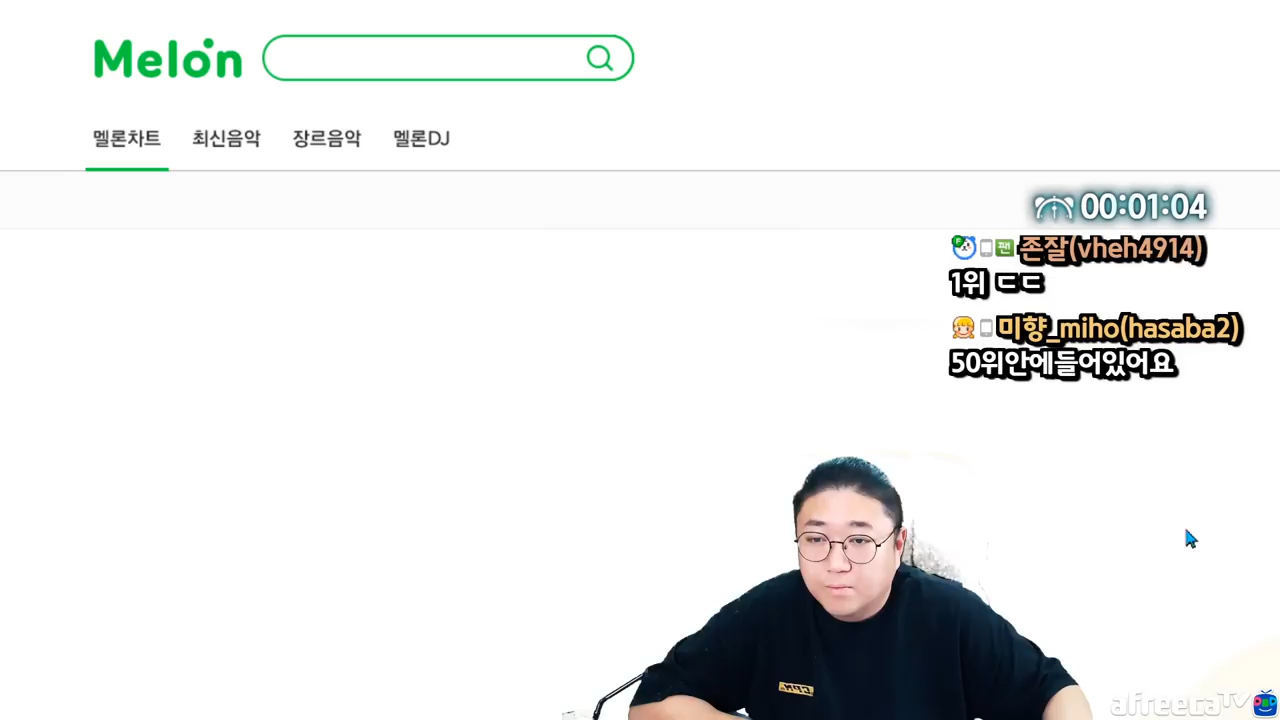 Melon
멜론차트 최신음악 장르음악 멜론DJ
00:01:04
F 팬 존잘(vheh4914)
1위 ㄷㄷ
미향_miho(hasaba2)
50위안에들어있어요
afreecaTV